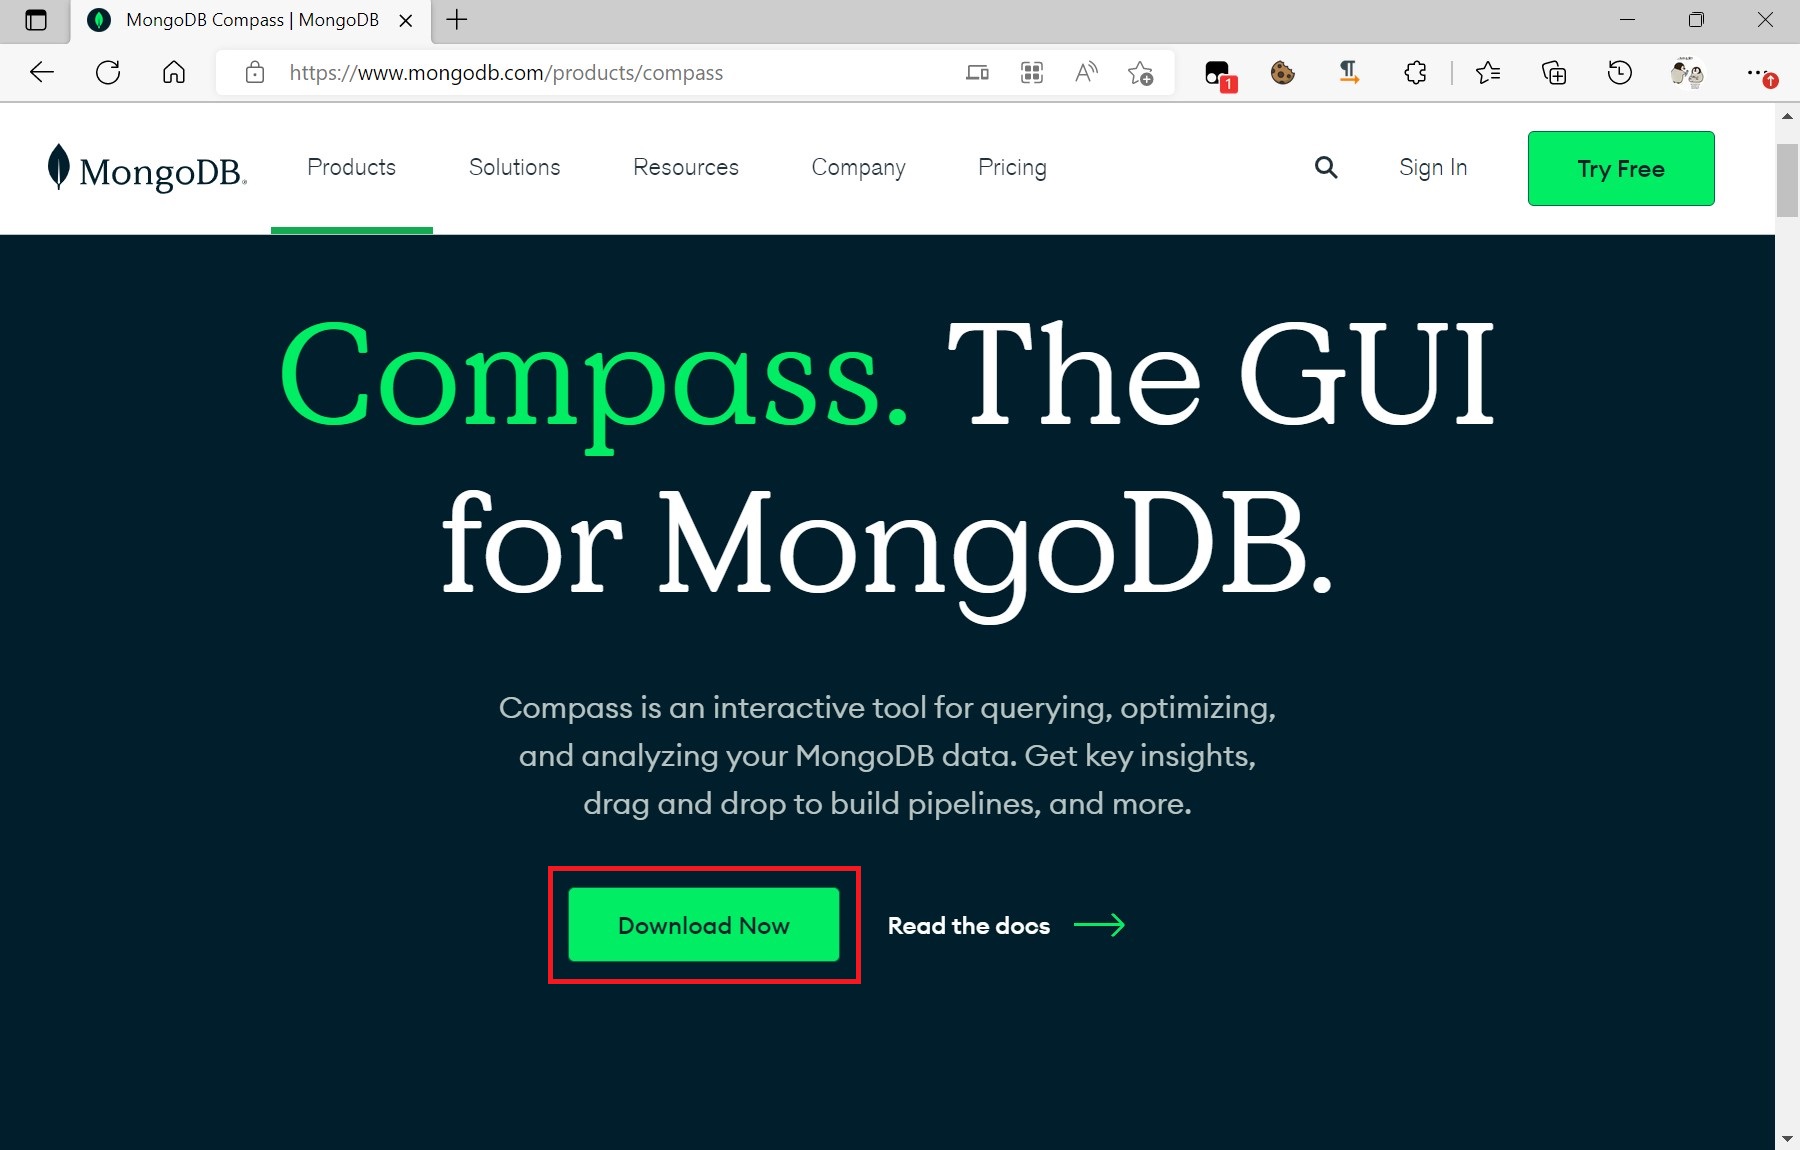 MongoDB Compass | MongoDB
https://www.mongodb.com/products/compass
1
MongoDB.
Products
Solutions
Resources
Company
Pricing
Sign In
Try Free
Compass. The GUI
for MongoDB.
Compass is an interactive tool for querying, optimizing,
and analyzing your MongoDB data. Get key insights,
drag and drop to build pipelines, and more.
Download Now
Read the docs